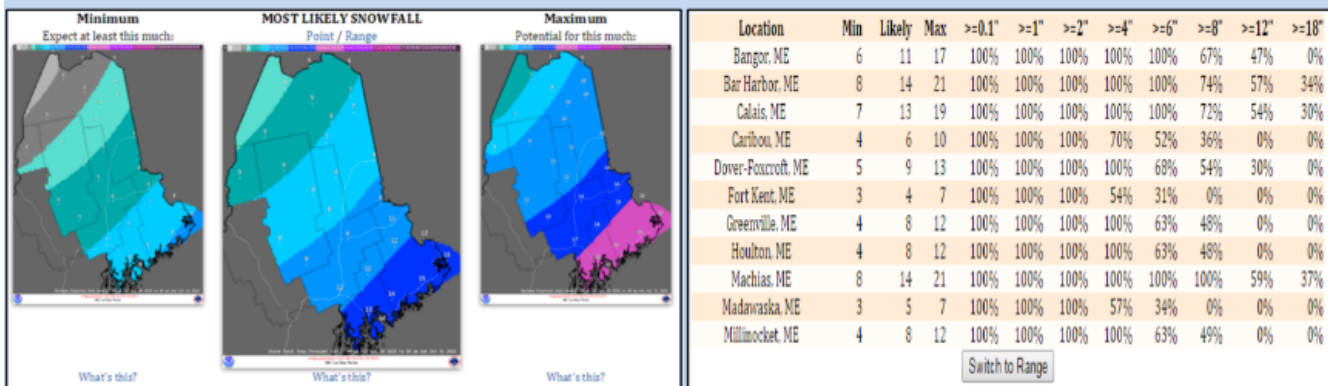 Minimum
Expect at least this much:
MOST LIKELY SNOWFALL
Point / Range
Maximum
Potential for this much:
What's this?
What's this?
What's this?
Location Min Likely Max >=0.1" >=1" >=2" >=4" >=6" >=8" >=12" >=18"
Bangor, ME 6 11 17 100% 100% 100% 100% 100% 67% 47% 0%
Bar Harbor, ME 8 14 21 100% 100% 100% 100% 100% 74% 57% 34%
Calais, ME 7 13 19 100% 100% 100% 100% 100% 72% 54% 30%
Caribou, ME 4 6 10 100% 100% 100% 70% 52% 36% 0% 0%
Dover-Foxcroft, ME 5 9 13 100% 100% 100% 100% 68% 54% 30% 0%
Fort Kent, ME 3 4 7 100% 100% 100% 54% 31% 0% 0% 0%
Greenville, ME 4 8 12 100% 100% 100% 100% 63% 48% 0% 0%
Houlton, ME 4 8 12 100% 100% 100% 100% 63% 48% 0% 0%
Machias, ME 8 14 21 100% 100% 100% 100% 100% 100% 59% 37%
Madawaska, ME 3 5 7 100% 100% 100% 57% 34% 0% 0% 0%
Millinocket, ME 4 8 12 100% 100% 100% 100% 63% 49% 0% 0%
Switch to Range